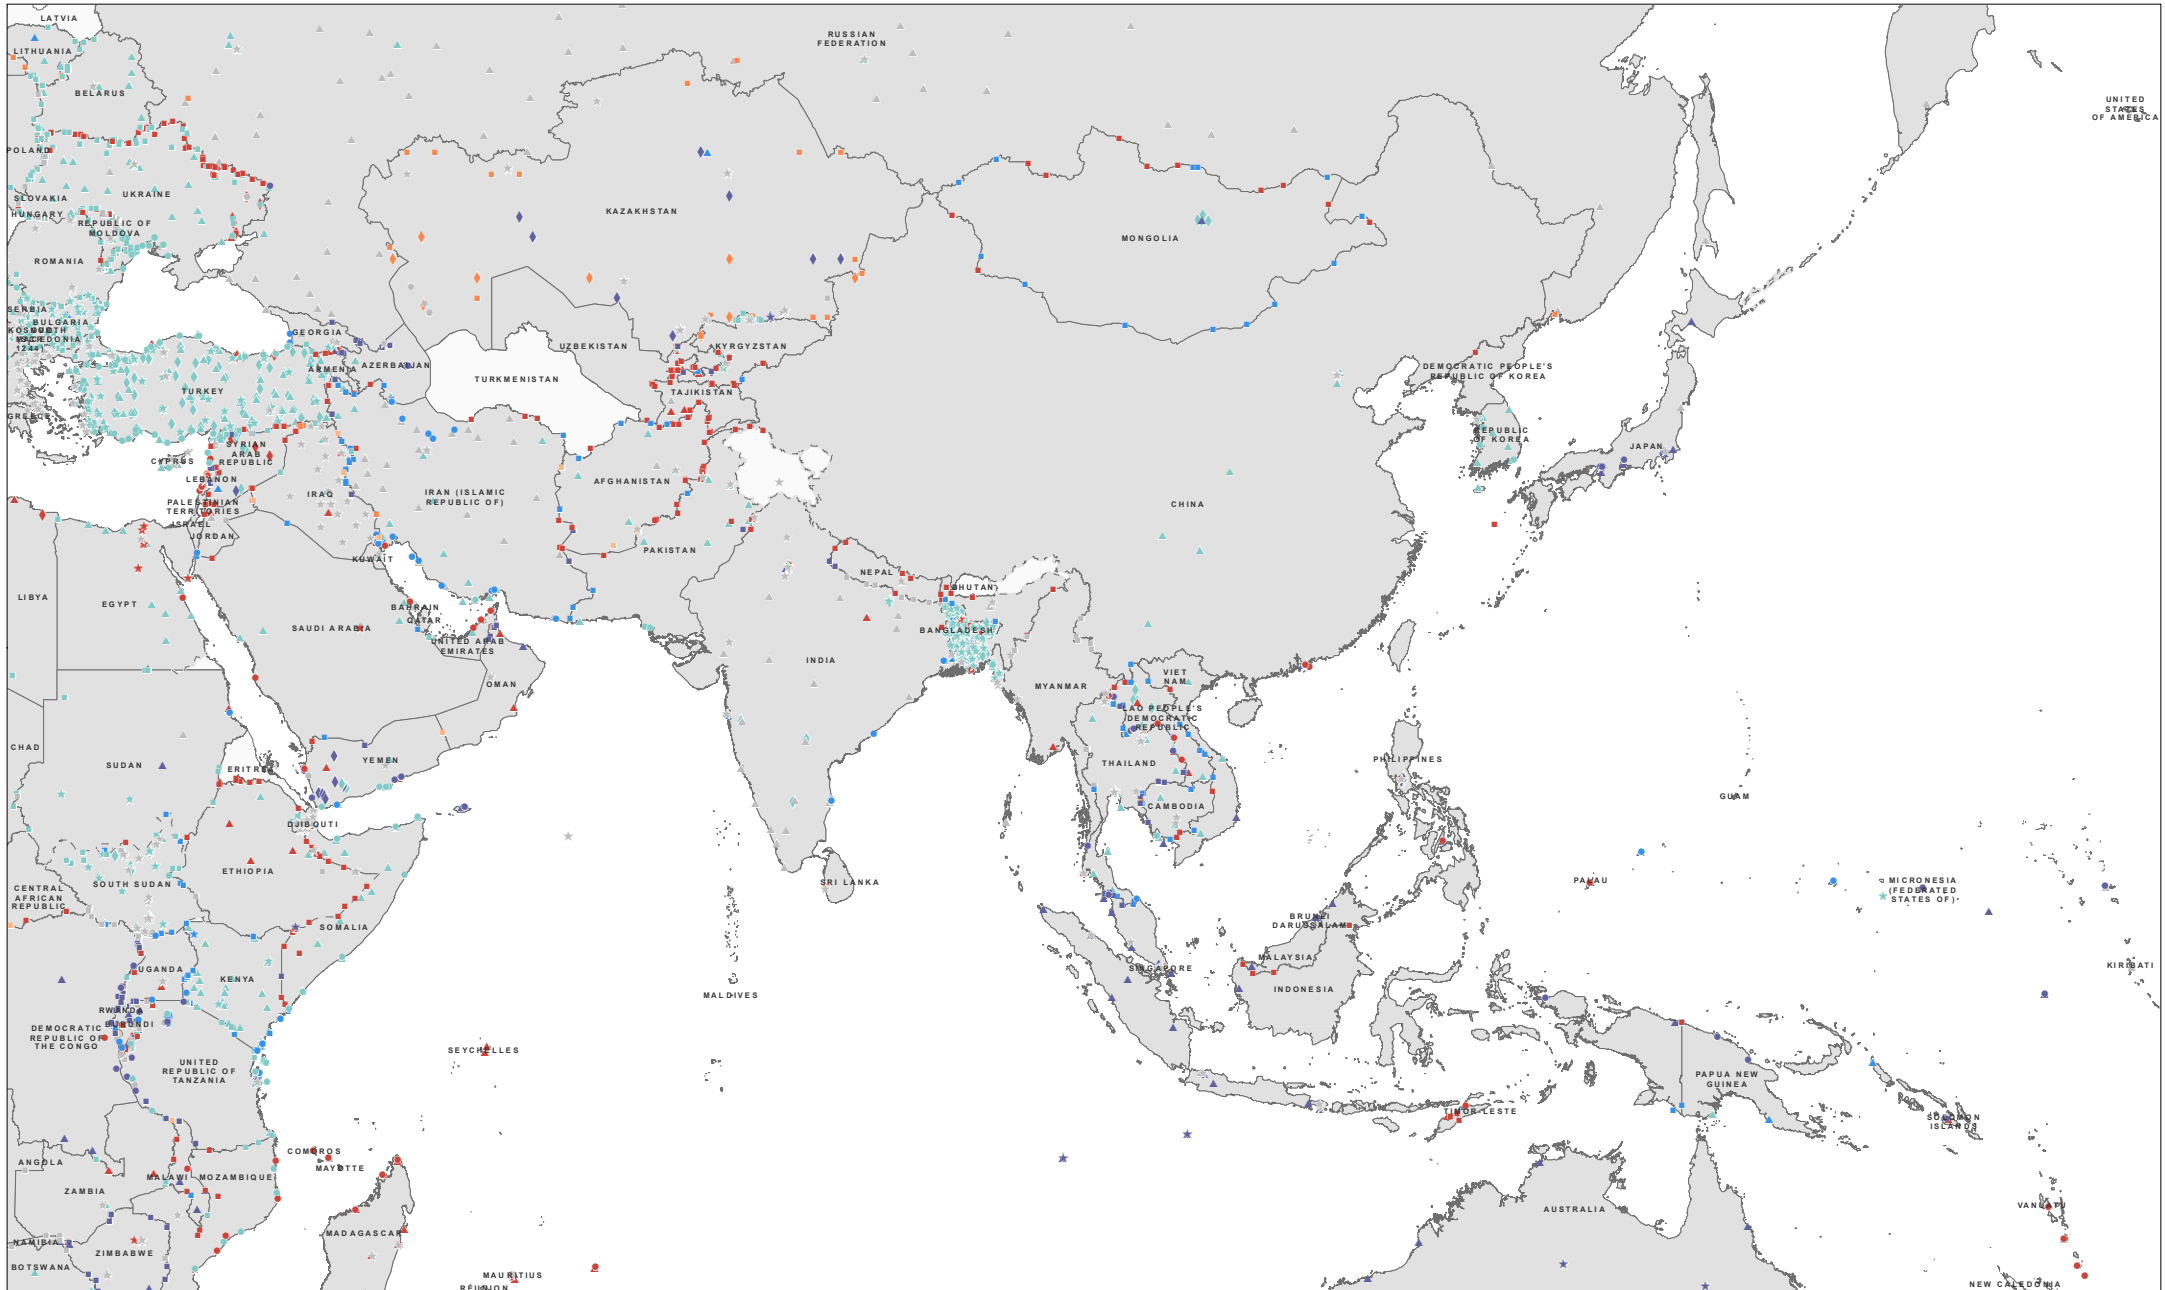 LATVIA
LITHUANIA
BELARUS
POLAND
UKRAINE
SLOVAKIA
HUNGARY
REPUBLIC OF
MOLDOVA
ROMANIA
SERBIA
BULGARIA
MACEDONIA
1244)
GREECE
TURKEY
GEORGIA
ARMENIA
AZERBAIJAN
CYPRUS
SYRIAN
ARAB
REPUBLIC
LEBANON
PALESTINIAN
TERRITORIES
ISRAEL
JORDAN
IRAQ
KUWAIT
IRAN (ISLAMIC
REPUBLIC OF)
RUSSIAN
FEDERATION
KAZAKHSTAN
UZBEKISTAN
TURKMENISTAN
KYRGYZSTAN
TAJIKISTAN
AFGHANISTAN
PAKISTAN
MONGOLIA
CHINA
DEMOCRATIC PEOPLE'S
REPUBLIC OF KOREA
REPUBLIC
OF KOREA
JAPAN
UNITED
STATES
OF AMERICA
LIBYA
EGYPT
SAUDI ARABIA
BAHRAIN
QATAR
UNITED ARAB
EMIRATES
OMAN
YEMEN
CHAD
SUDAN
ERITREA
DJIBOUTI
ETHIOPIA
SOUTH SUDAN
CENTRAL
AFRICAN
REPUBLIC
SOMALIA
UGANDA
KENYA
RWANDA
BURUNDI
DEMOCRATIC
REPUBLIC OF
THE CONGO
UNITED
REPUBLIC OF
TANZANIA
ANGOLA
ZAMBIA
MALAWI
MOZAMBIQUE
NAMIBIA
ZIMBABWE
BOTSWANA
COMOROS
MAYOTTE
MADAGASCAR
SEYCHELLES
MAURITIUS
RÉUNION
NEPAL
BHUTAN
BANGLADESH
INDIA
SRI LANKA
MALDIVES
MYANMAR
VIET
NAM
LAO PEOPLE'S
DEMOCRATIC
REPUBLIC
THAILAND
CAMBODIA
PHILIPPINES
GUAM
PALAU
MICRONESIA
(FEDERATED
STATES OF)
KIRIBATI
BRUNEI
DARUSSALAM
MALAYSIA
SINGAPORE
INDONESIA
TIMOR LESTE
PAPUA NEW
GUINEA
SOLOMON
ISLANDS
AUSTRALIA
VANUATU
NEW CALEDONIA